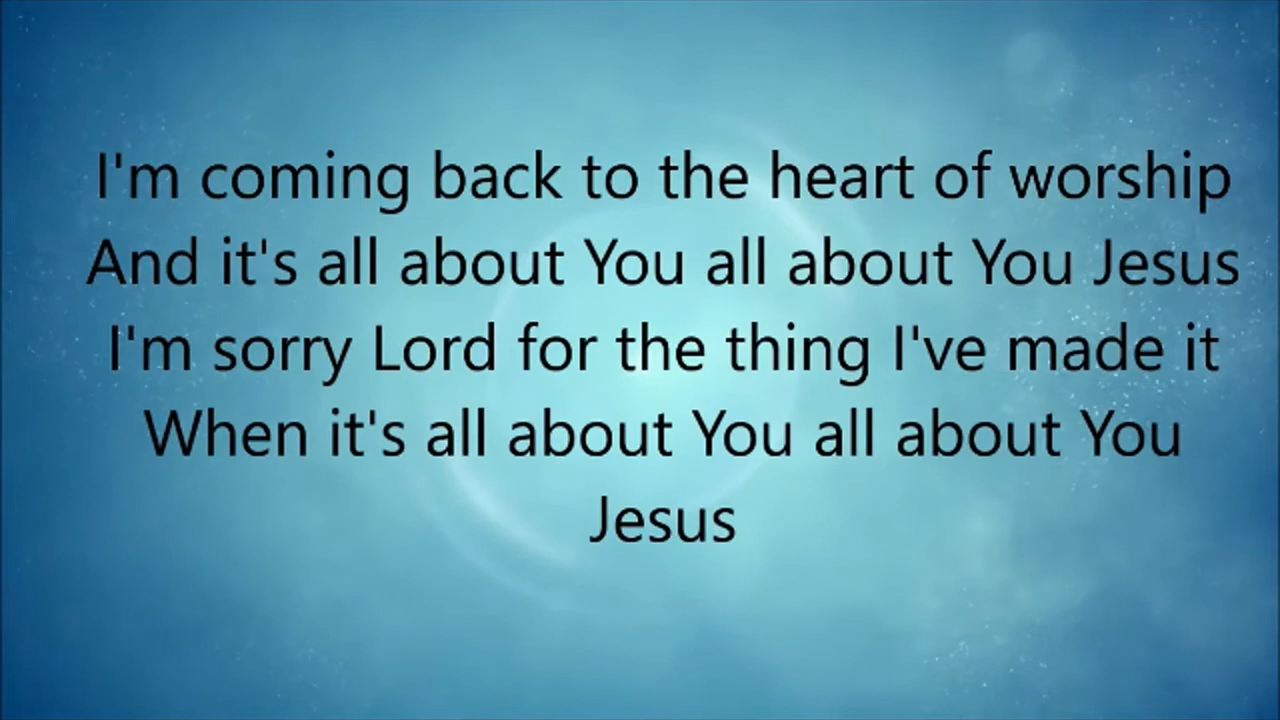 I'm coming back to the heart of worship
And it's all about You all about You Jesus
I'm sorry Lord for the thing I've made it
When it's all about You all about You
Jesus